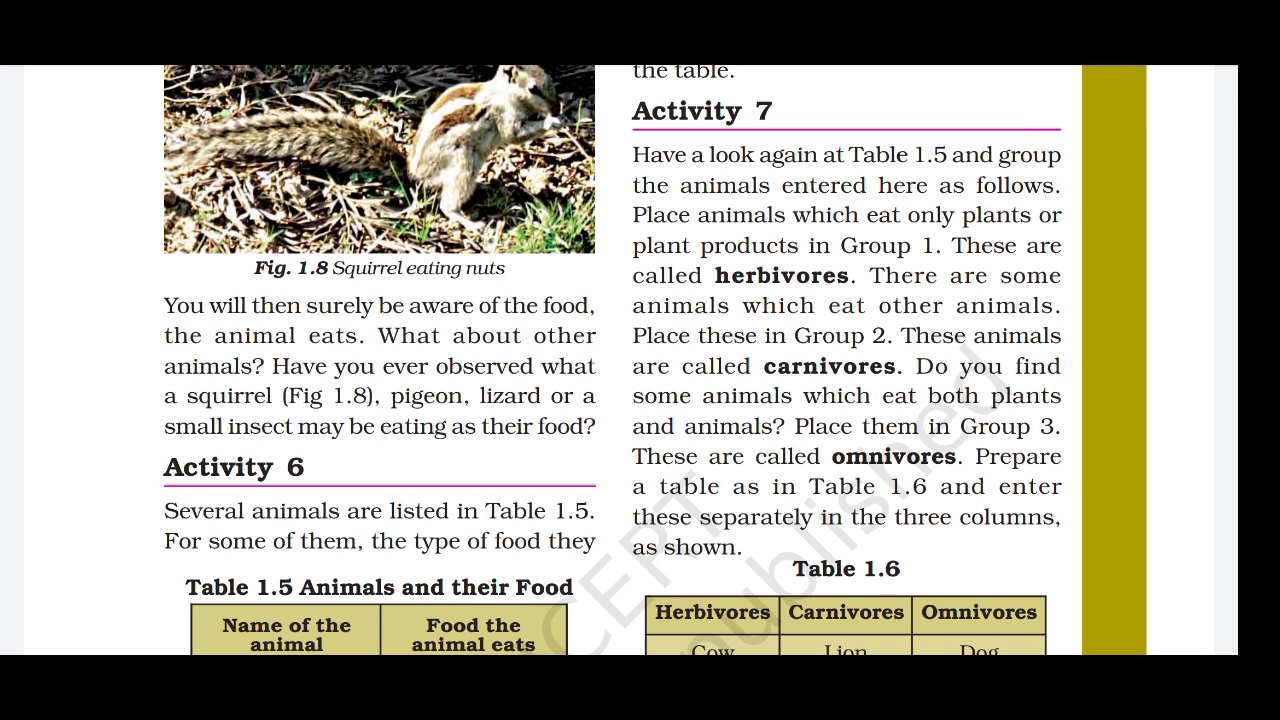 Fig. 1.8 Squirrel eating nuts
You will then surely be aware of the food,
the animal eats. What about other
animals? Have you ever observed what
a squirrel (Fig 1.8), pigeon, lizard or a
small insect may be eating as their food?
Activity 6
Several animals are listed in Table 1.5.
For some of them, the type of food they
Table 1.5 Animals and their Food
Name of the
animal
Food the
animal eats
the table.
Activity 7
Have a look again at Table 1.5 and group
the animals entered here as follows.
Place animals which eat only plants or
plant products in Group 1. These are
called herbivores. There are some
animals which eat other animals.
Place these in Group 2. These animals
are called carnivores. Do you find
some animals which eat both plants
and animals? Place them in Group 3.
These are called omnivores. Prepare
a table as in Table 1.6 and enter
these separately in the three columns,
as shown.
Table 1.6
Herbivores Carnivores Omnivores
Cow Lion Dog
CERT
published